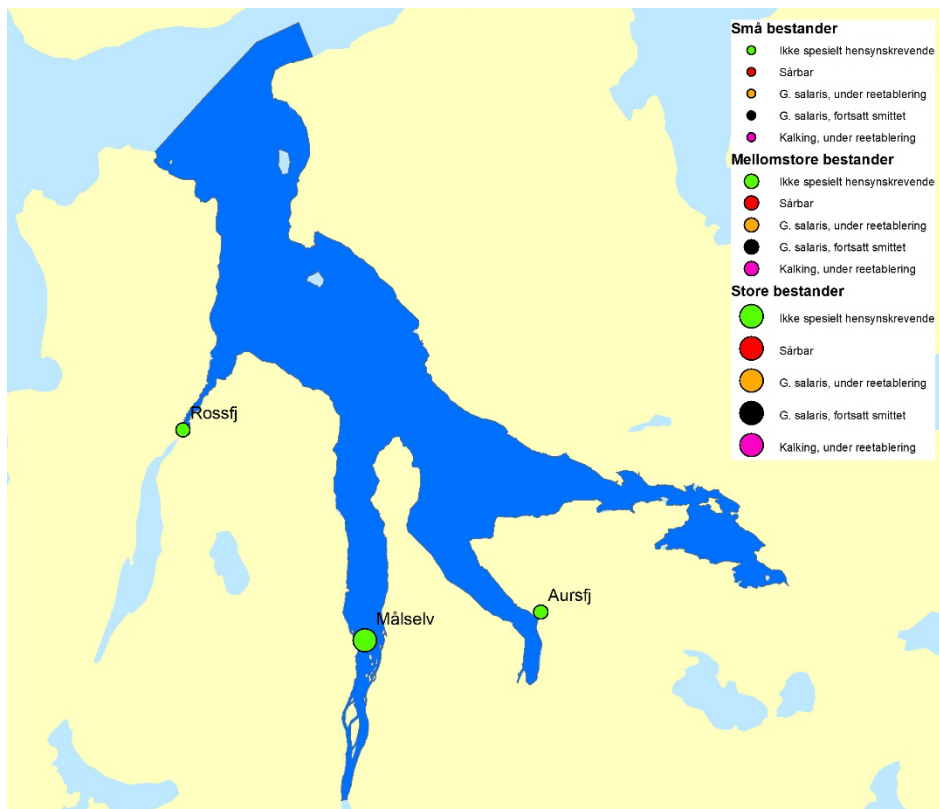 Små bestander
Ikke spesielt hensynskrevende
Sårbar
G. salaris, under reetablering
G. salaris, fortsatt smittet
Kalking, under reetablering
Mellomstore bestander
Ikke spesielt hensynskrevende
Sårbar
G. salaris, under reetablering
G. salaris, fortsatt smittet
Kalking, under reetablering
Store bestander
Ikke spesielt hensynskrevende
Sårbar
G. salaris, under reetablering
G. salaris, fortsatt smittet
Kalking, under reetablering
Rossfj
Aursfj
Målselv